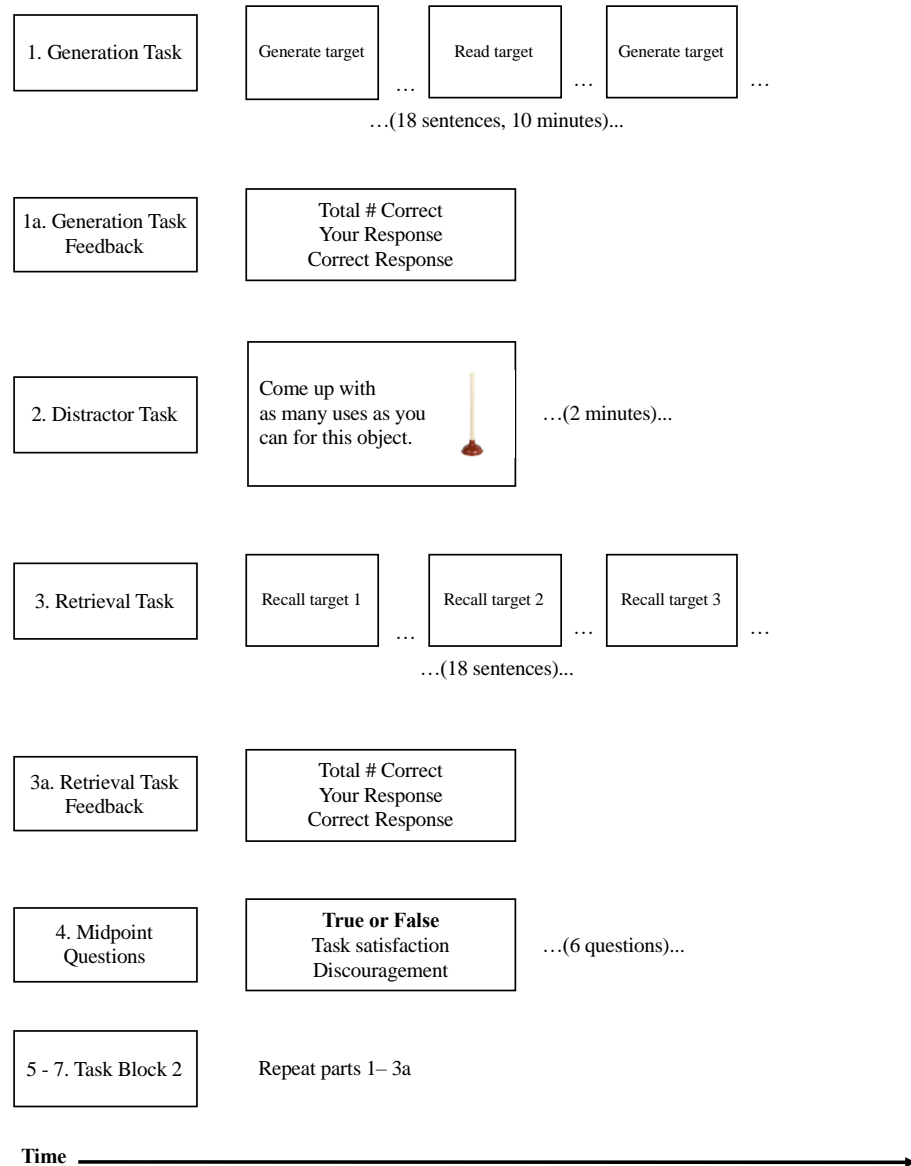 1. Generation Task
Generate target
…
Read target
…
Generate target
…
…(18 sentences, 10 minutes)...
1a. Generation Task
Feedback
Total # Correct
Your Response
Correct Response
2. Distractor Task
Come up with
as many uses as you
can for this object.
…(2 minutes)...
3. Retrieval Task
Recall target 1
…
Recall target 2
…
Recall target 3
…
…(18 sentences)...
3a. Retrieval Task
Feedback
Total # Correct
Your Response
Correct Response
4. Midpoint
Questions
True or False
Task satisfaction
Discouragement
…(6 questions)...
5 - 7. Task Block 2
Repeat parts 1– 3a
Time